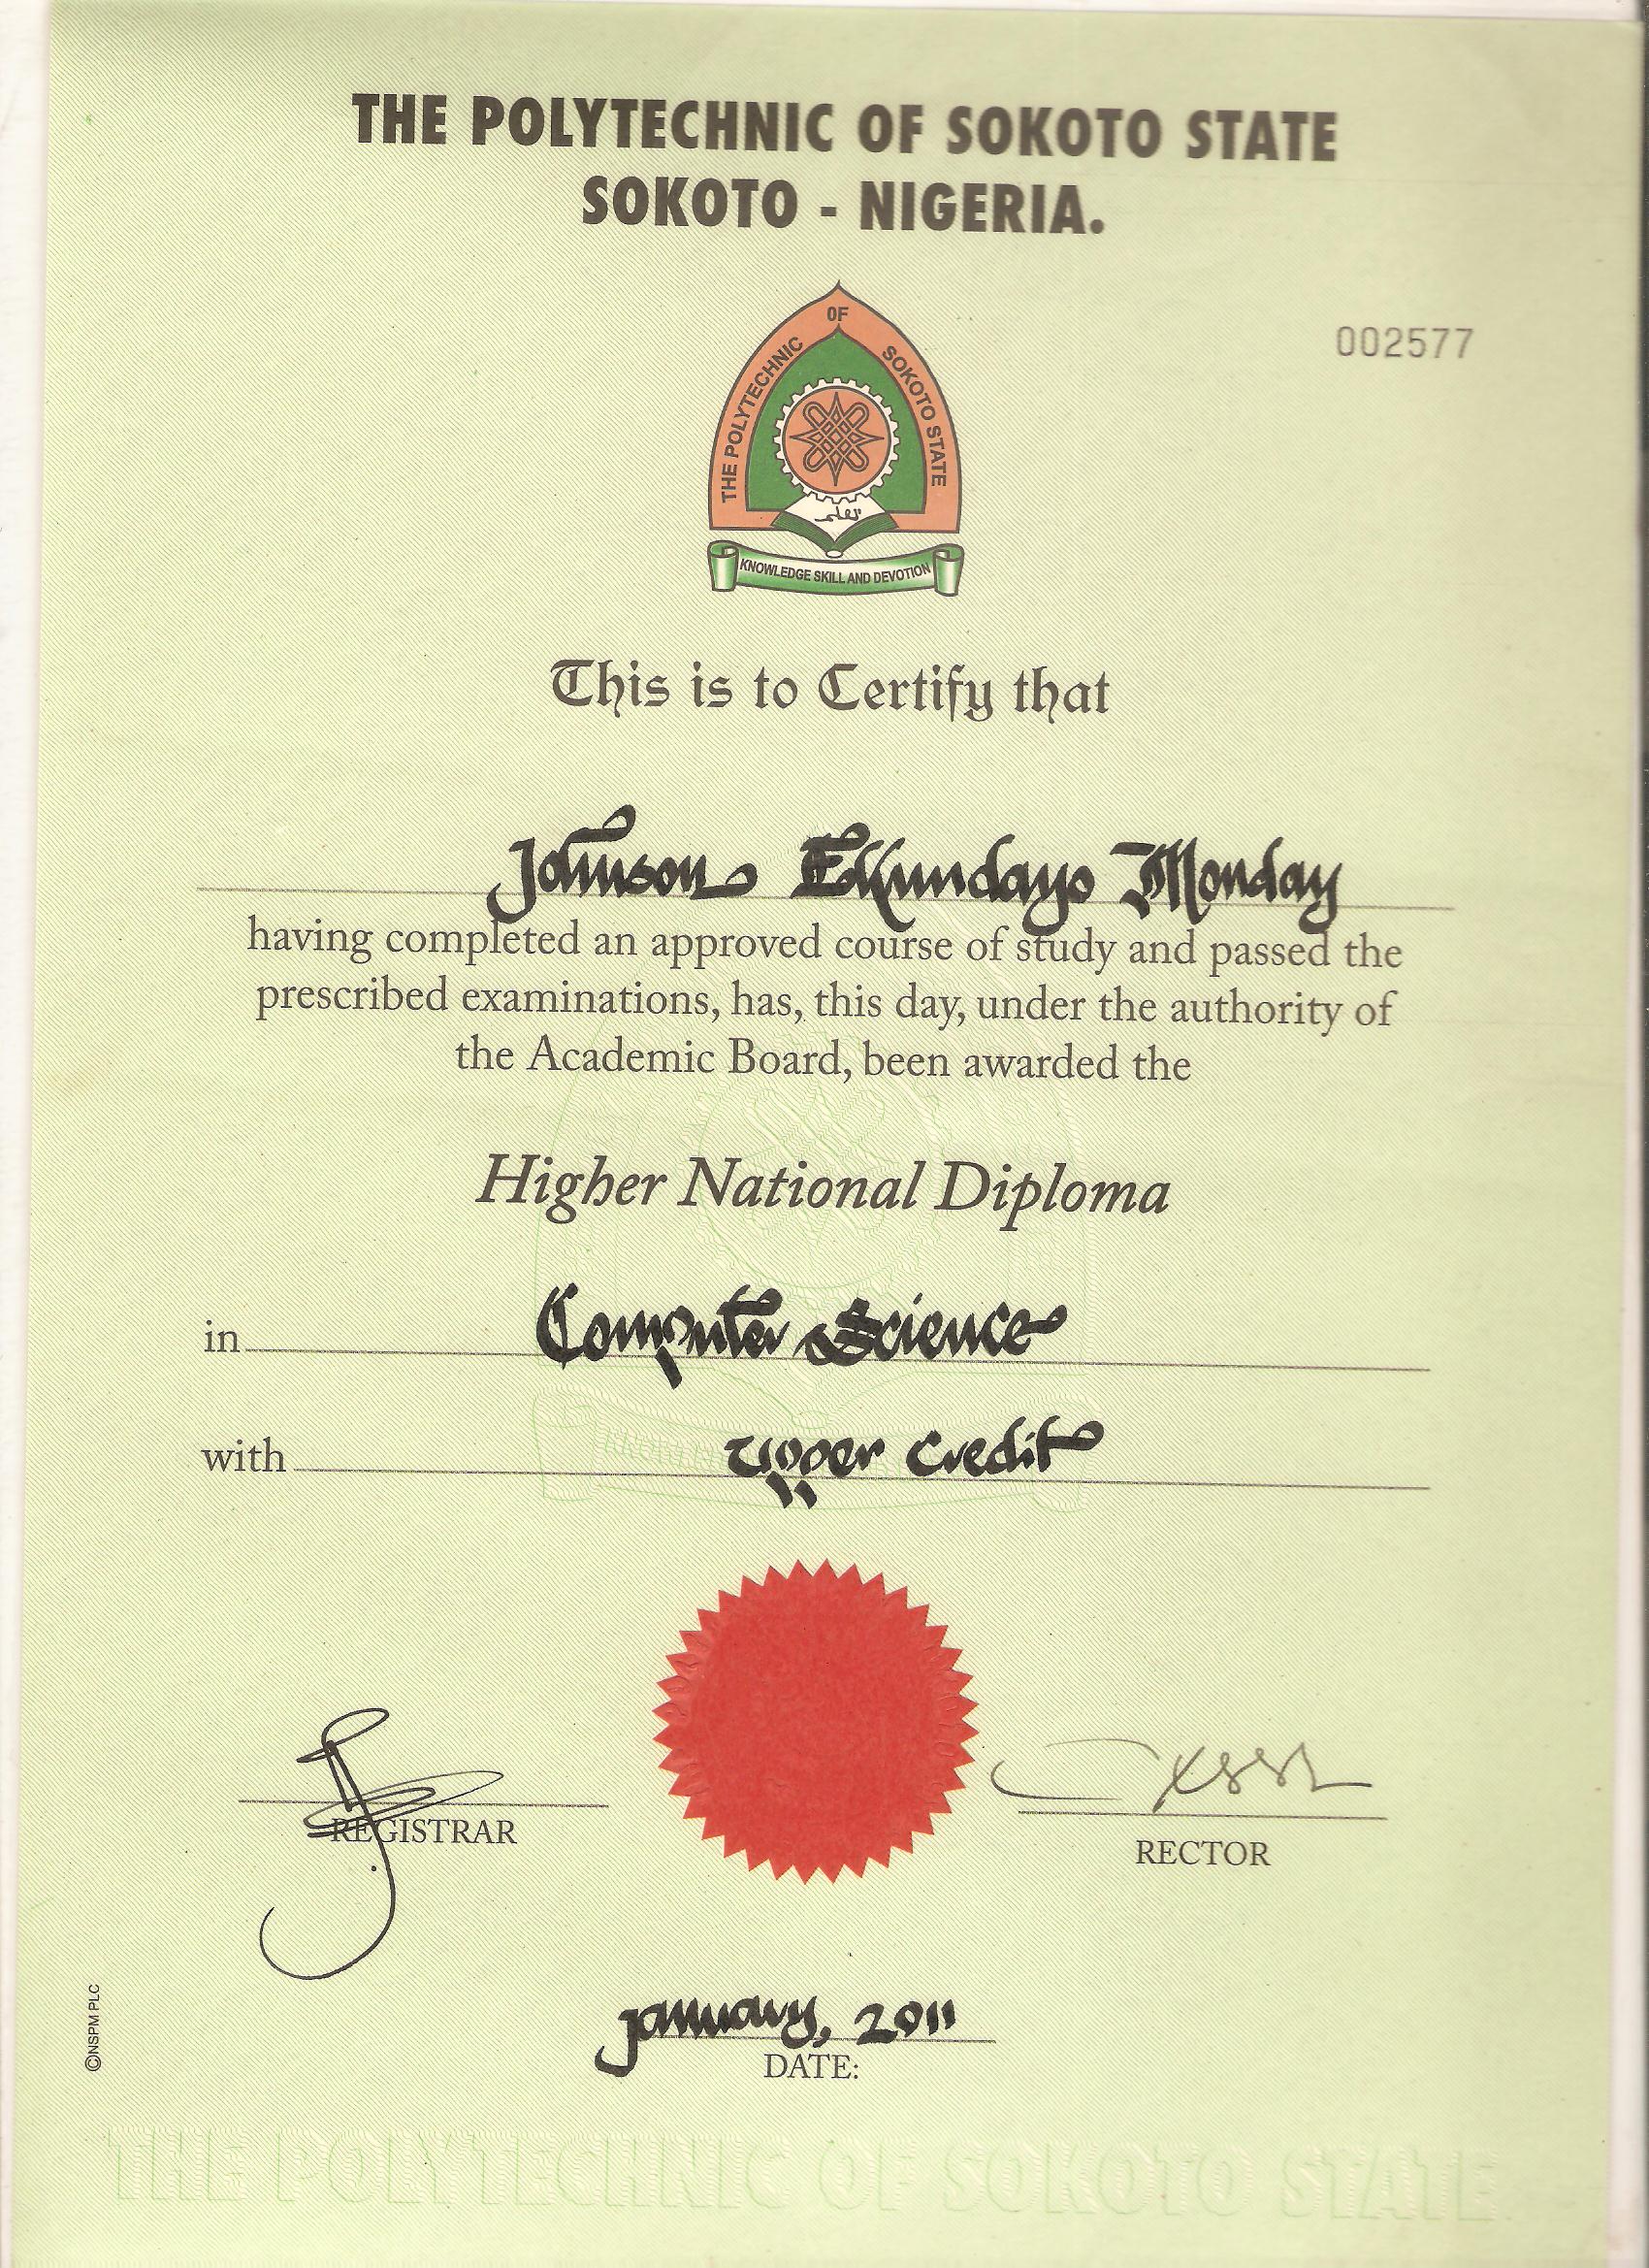 THE POLYTECHNIC OF SOKOTO STATE
SOKOTO - NIGERIA.
002577
THE POLYTECHNIC OF SOKOTO STATE
تعلم
KNOWLEDGE SKILL AND DEVOTION
This is to Certify that
Johnson Ekundayo Monday
having completed an approved course of study and passed the
prescribed examinations, has, this day, under the authority of
the Academic Board, been awarded the
Higher National Diploma
in Computer Science
with Upper Credit
REGISTRAR
RECTOR
January, 2011
DATE:
©NSPM PLC
THE POLYTECHNIC OF SOKOTO STATE